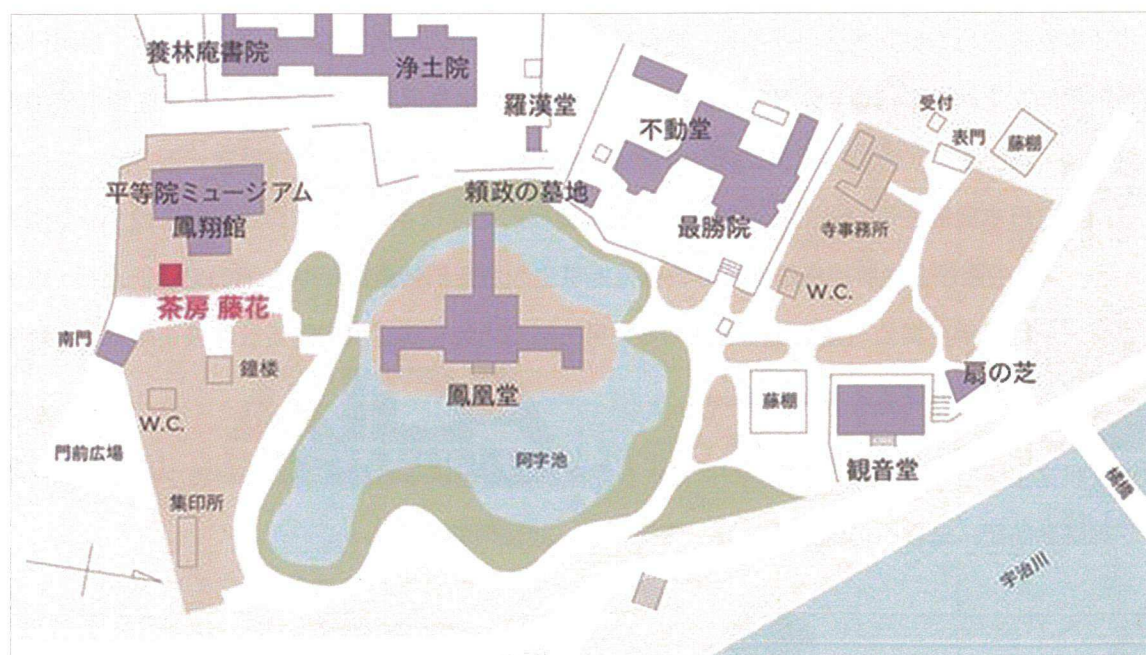 養林庵書院
浄土院
羅漢堂
不動堂
受付
表門
藤棚
平等院ミュージアム
鳳翔館
頼政の墓地
最勝院
寺事務所
W.C.
茶房 藤花
南門
鐘楼
鳳凰堂
扇の芝
藤棚
W.C.
門前広場
阿字池
観音堂
橘橋
集印所
宇治川